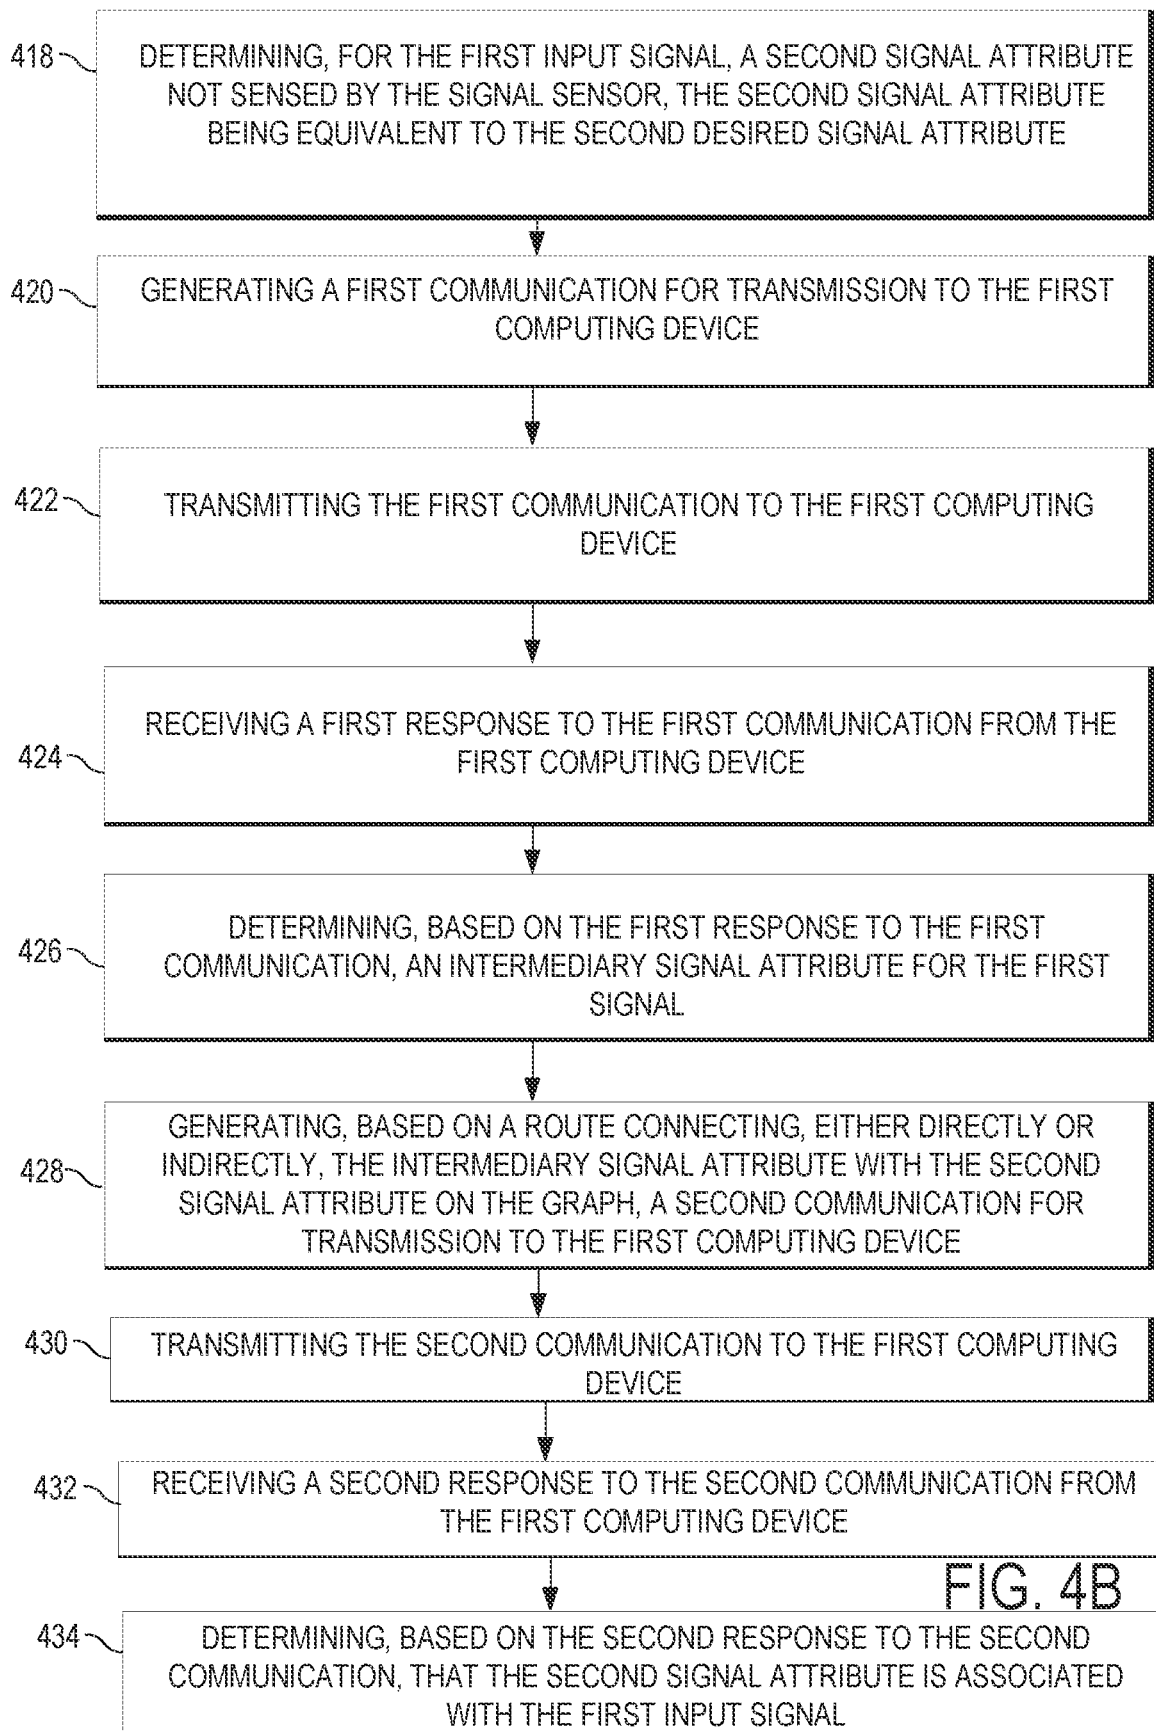 418
DETERMINING, FOR THE FIRST INPUT SIGNAL, A SECOND SIGNAL ATTRIBUTE
NOT SENSED BY THE SIGNAL SENSOR, THE SECOND SIGNAL ATTRIBUTE
BEING EQUIVALENT TO THE SECOND DESIRED SIGNAL ATTRIBUTE
420
GENERATING A FIRST COMMUNICATION FOR TRANSMISSION TO THE FIRST
COMPUTING DEVICE
422
TRANSMITTING THE FIRST COMMUNICATION TO THE FIRST COMPUTING
DEVICE
424
RECEIVING A FIRST RESPONSE TO THE FIRST COMMUNICATION FROM THE
FIRST COMPUTING DEVICE
426
DETERMINING, BASED ON THE FIRST RESPONSE TO THE FIRST
COMMUNICATION, AN INTERMEDIARY SIGNAL ATTRIBUTE FOR THE FIRST
SIGNAL
428
GENERATING, BASED ON A ROUTE CONNECTING, EITHER DIRECTLY OR
INDIRECTLY, THE INTERMEDIARY SIGNAL ATTRIBUTE WITH THE SECOND
SIGNAL ATTRIBUTE ON THE GRAPH, A SECOND COMMUNICATION FOR
TRANSMISSION TO THE FIRST COMPUTING DEVICE
430
TRANSMITTING THE SECOND COMMUNICATION TO THE FIRST COMPUTING
DEVICE
432
RECEIVING A SECOND RESPONSE TO THE SECOND COMMUNICATION FROM
THE FIRST COMPUTING DEVICE
FIG. 4B
434
DETERMINING, BASED ON THE SECOND RESPONSE TO THE SECOND
COMMUNICATION, THAT THE SECOND SIGNAL ATTRIBUTE IS ASSOCIATED
WITH THE FIRST INPUT SIGNAL